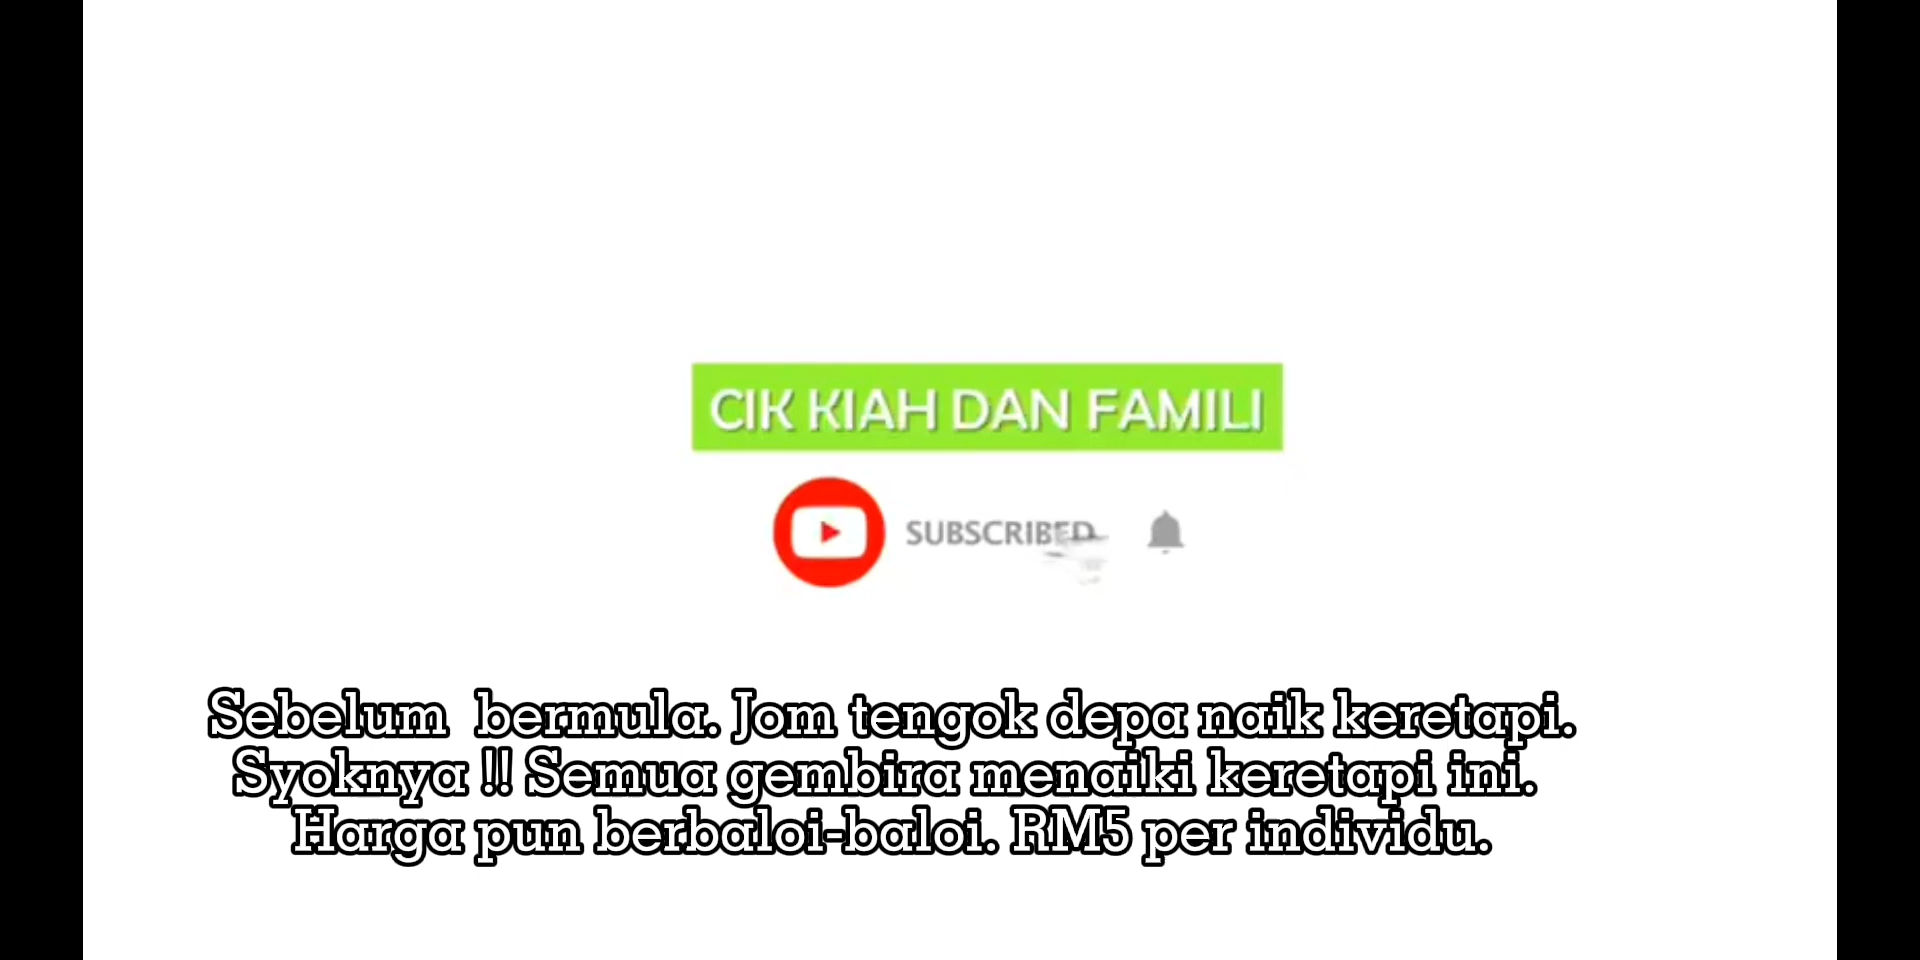 CIK KIAH DAN FAMILI
SUBSCRIBED
Sebelum bermula. Jom tengok depa naik keretapi.
Syoknya !! Semua gembira menaiki keretapi ini.
Harga pun berbaloi-baloi. RM5 per individu.